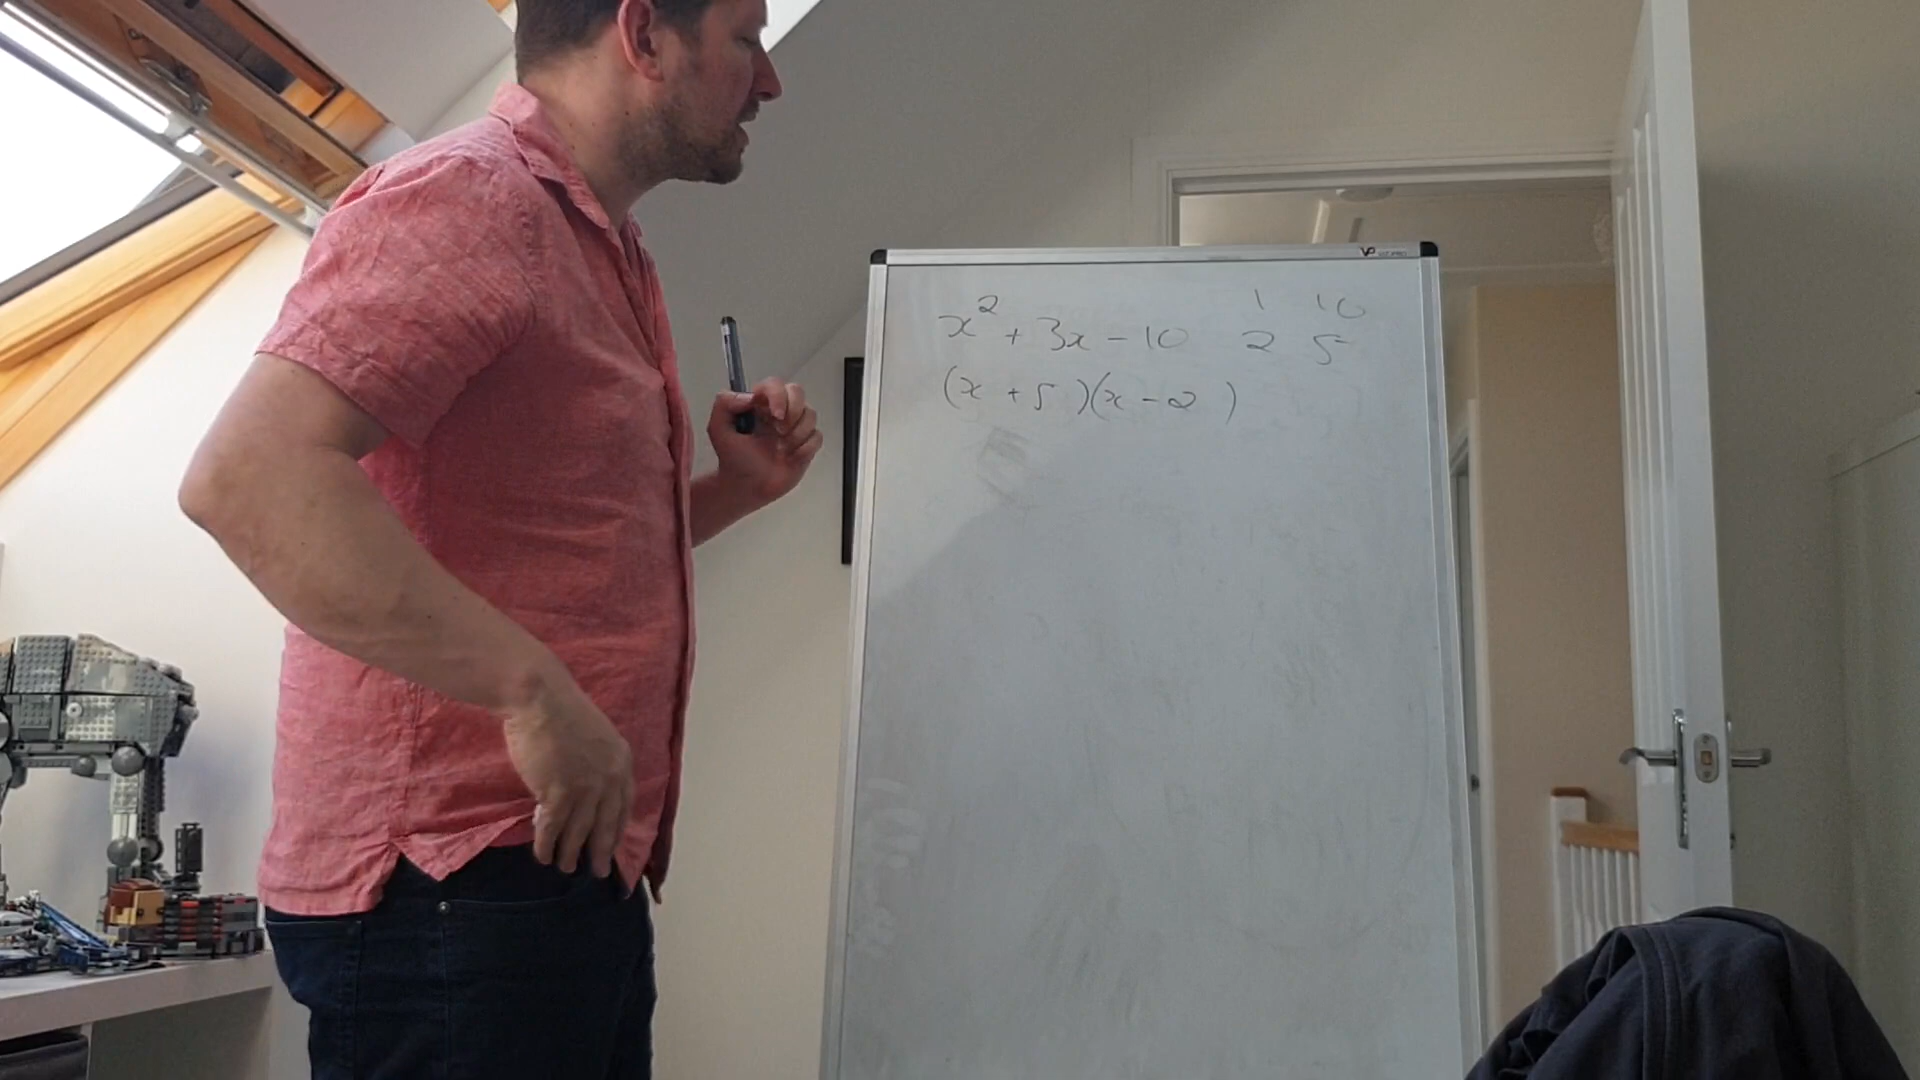 1 10
x² + 3x - 10 2 5
(x + 5 )(x - 2 )